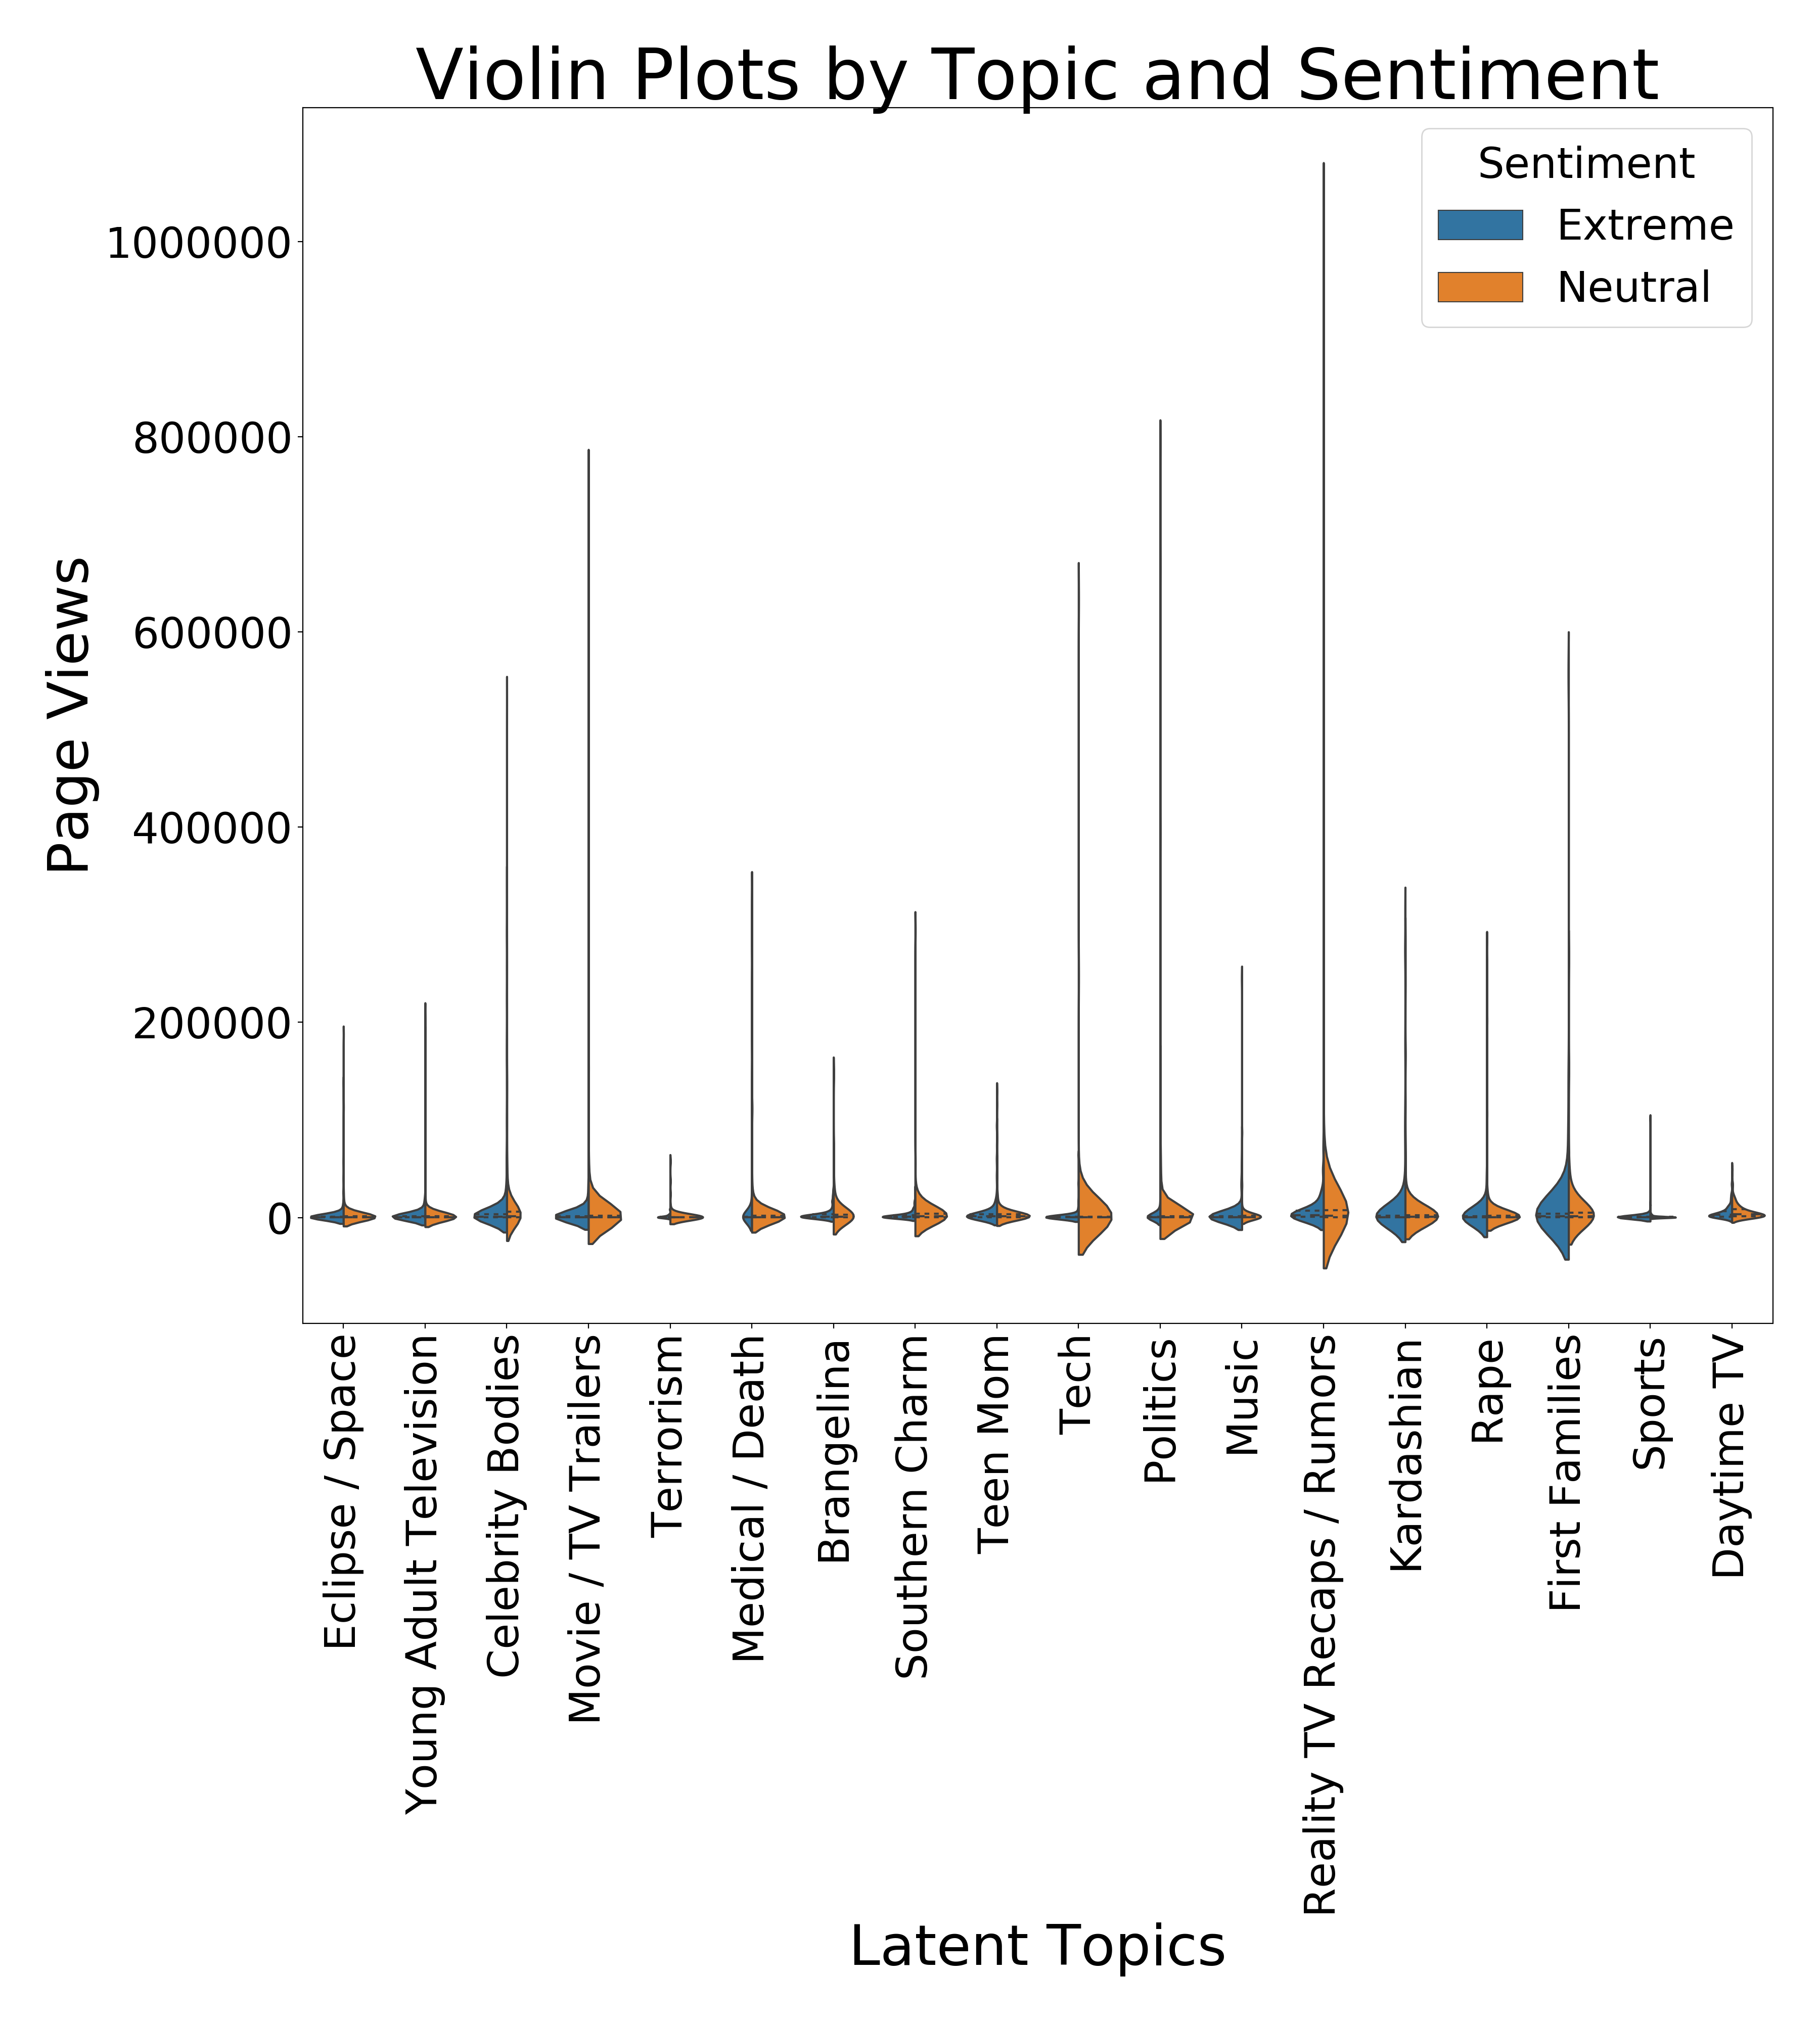 Violin Plots by Topic and Sentiment
Sentiment
Extreme
Neutral
Page Views
1000000
800000
600000
400000
200000
0
Eclipse / Space
Young Adult Television
Celebrity Bodies
Movie / TV Trailers
Terrorism
Medical / Death
Brangelina
Southern Charm
Teen Mom
Tech
Politics
Music
Reality TV Recaps / Rumors
Kardashian
Rape
First Families
Sports
Daytime TV
Latent Topics